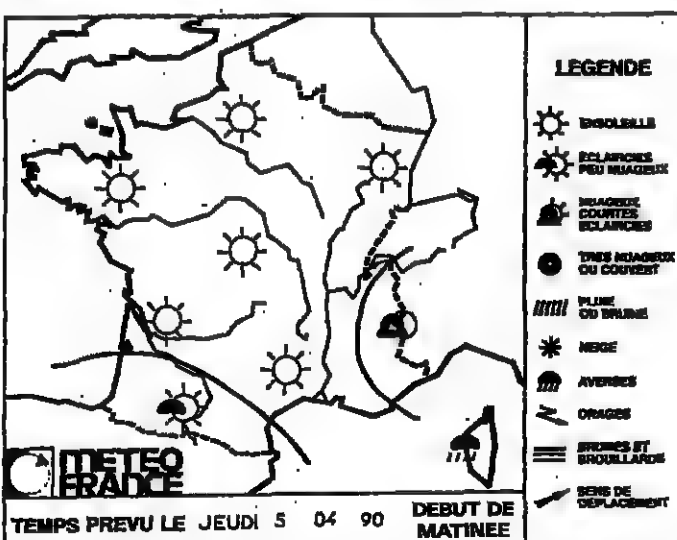 LEGENDE
ENSOLEILLE
ECLAIRCIES
PEU NUAGEUX
NUAGEUX
COURTES
ECLAIRCIES
TRES NUAGEUX
OU COUVERT
PLUIE
OU BRUINE
NEIGE
AVERSES
ORAGES
BRUMES ET
BROUILLARDS
SENS DE
DEPLACEMENT
METEO
FRANCE
TEMPS PREVU LE JEUDI 5 04 90 DEBUT DE
MATINEE